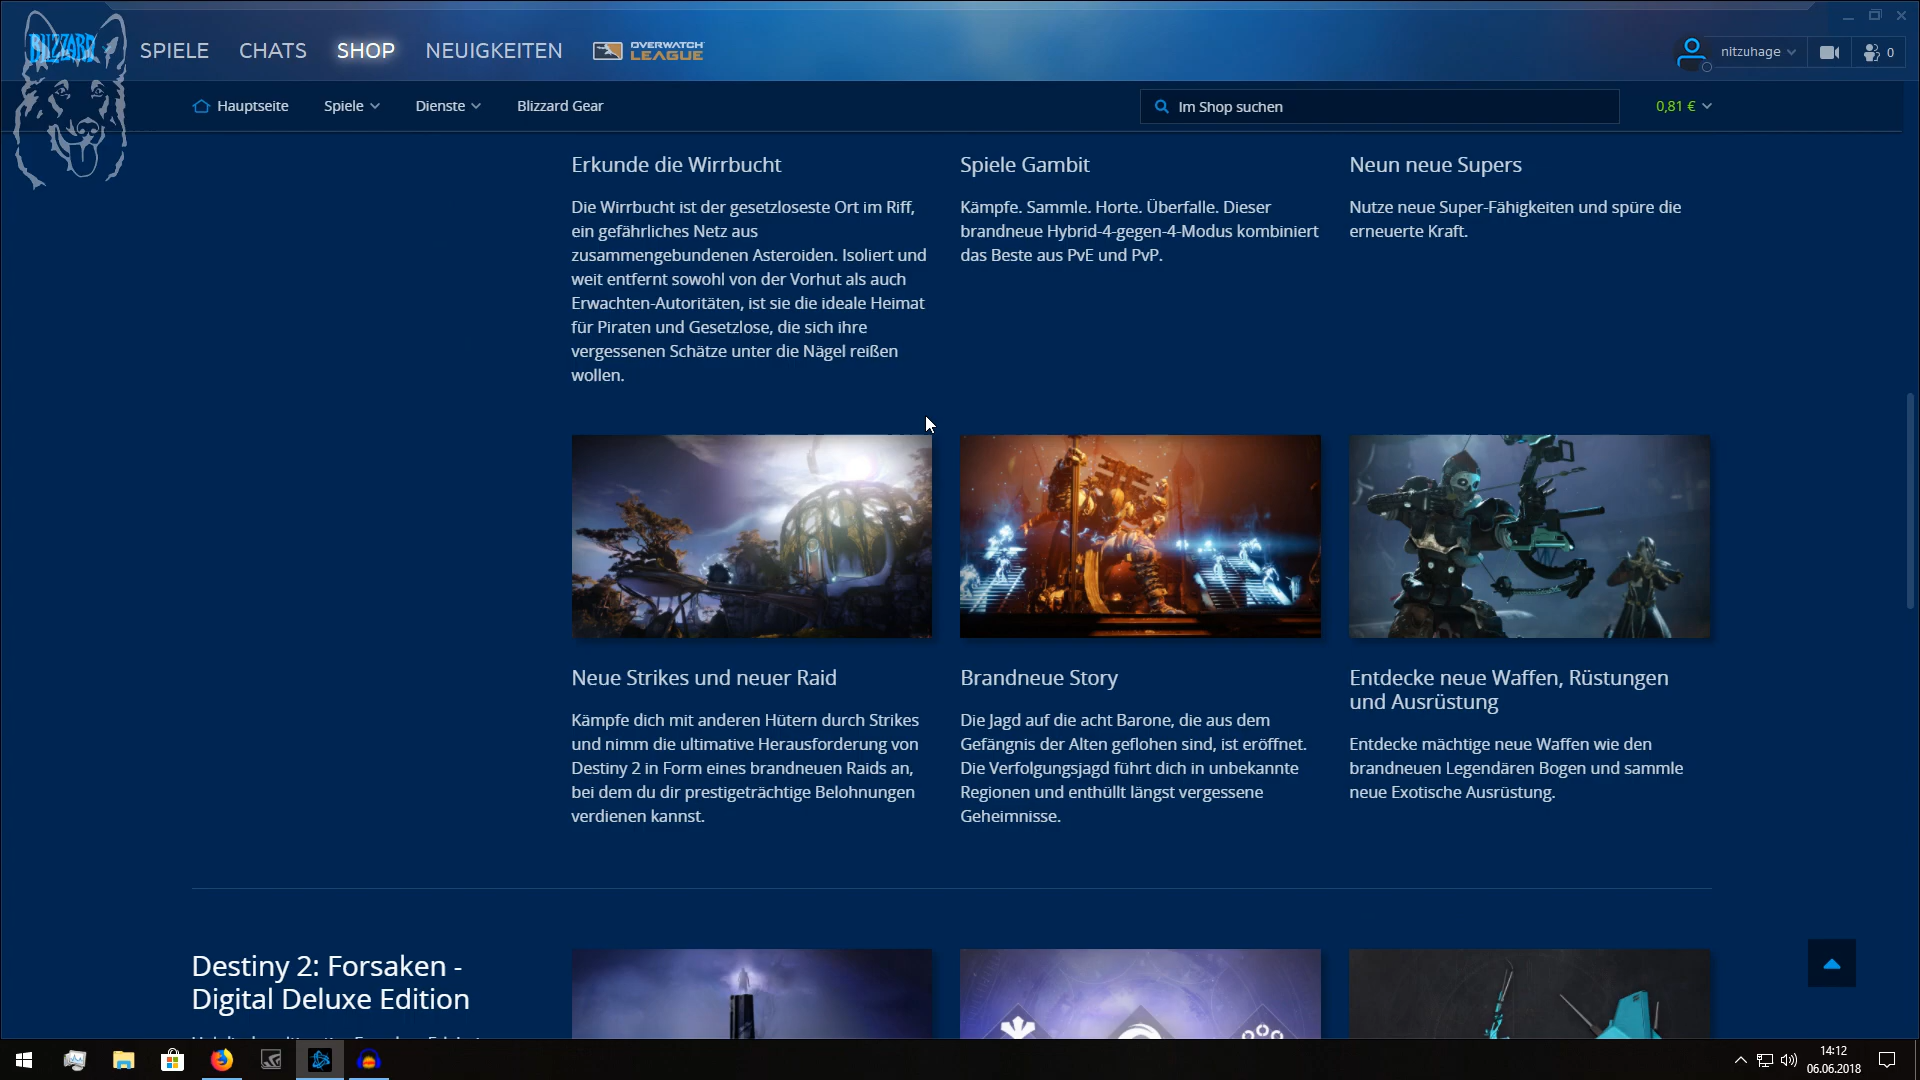 BLIZZARD
SPIELE
CHATS
SHOP
NEUIGKEITEN
OVERWATCH
LEAGUE
nitzuhage
0
Hauptseite
Spiele
Dienste
Blizzard Gear
Im Shop suchen
0,81 €
Erkunde die Wirrbucht
Die Wirrbucht ist der gesetzloseste Ort im Riff,
ein gefährliches Netz aus
zusammengebundenen Asteroiden. Isoliert und
weit entfernt sowohl von der Vorhut als auch
Erwachten-Autoritäten, ist sie die ideale Heimat
für Piraten und Gesetzlose, die sich ihre
vergessenen Schätze unter die Nägel reißen
wollen.
Spiele Gambit
Kämpfe. Sammle. Horte. Überfalle. Dieser
brandneue Hybrid-4-gegen-4-Modus kombiniert
das Beste aus PvE und PvP.
Neun neue Supers
Nutze neue Super-Fähigkeiten und spüre die
erneuerte Kraft.
Neue Strikes und neuer Raid
Kämpfe dich mit anderen Hütern durch Strikes
und nimm die ultimative Herausforderung von
Destiny 2 in Form eines brandneuen Raids an,
bei dem du dir prestigeträchtige Belohnungen
verdienen kannst.
Brandneue Story
Die Jagd auf die acht Barone, die aus dem
Gefängnis der Alten geflohen sind, ist eröffnet.
Die Verfolgungsjagd führt dich in unbekannte
Regionen und enthüllt längst vergessene
Geheimnisse.
Entdecke neue Waffen, Rüstungen
und Ausrüstung
Entdecke mächtige neue Waffen wie den
brandneuen Legendären Bogen und sammle
neue Exotische Ausrüstung.
Destiny 2: Forsaken -
Digital Deluxe Edition
14:12
06.06.2018